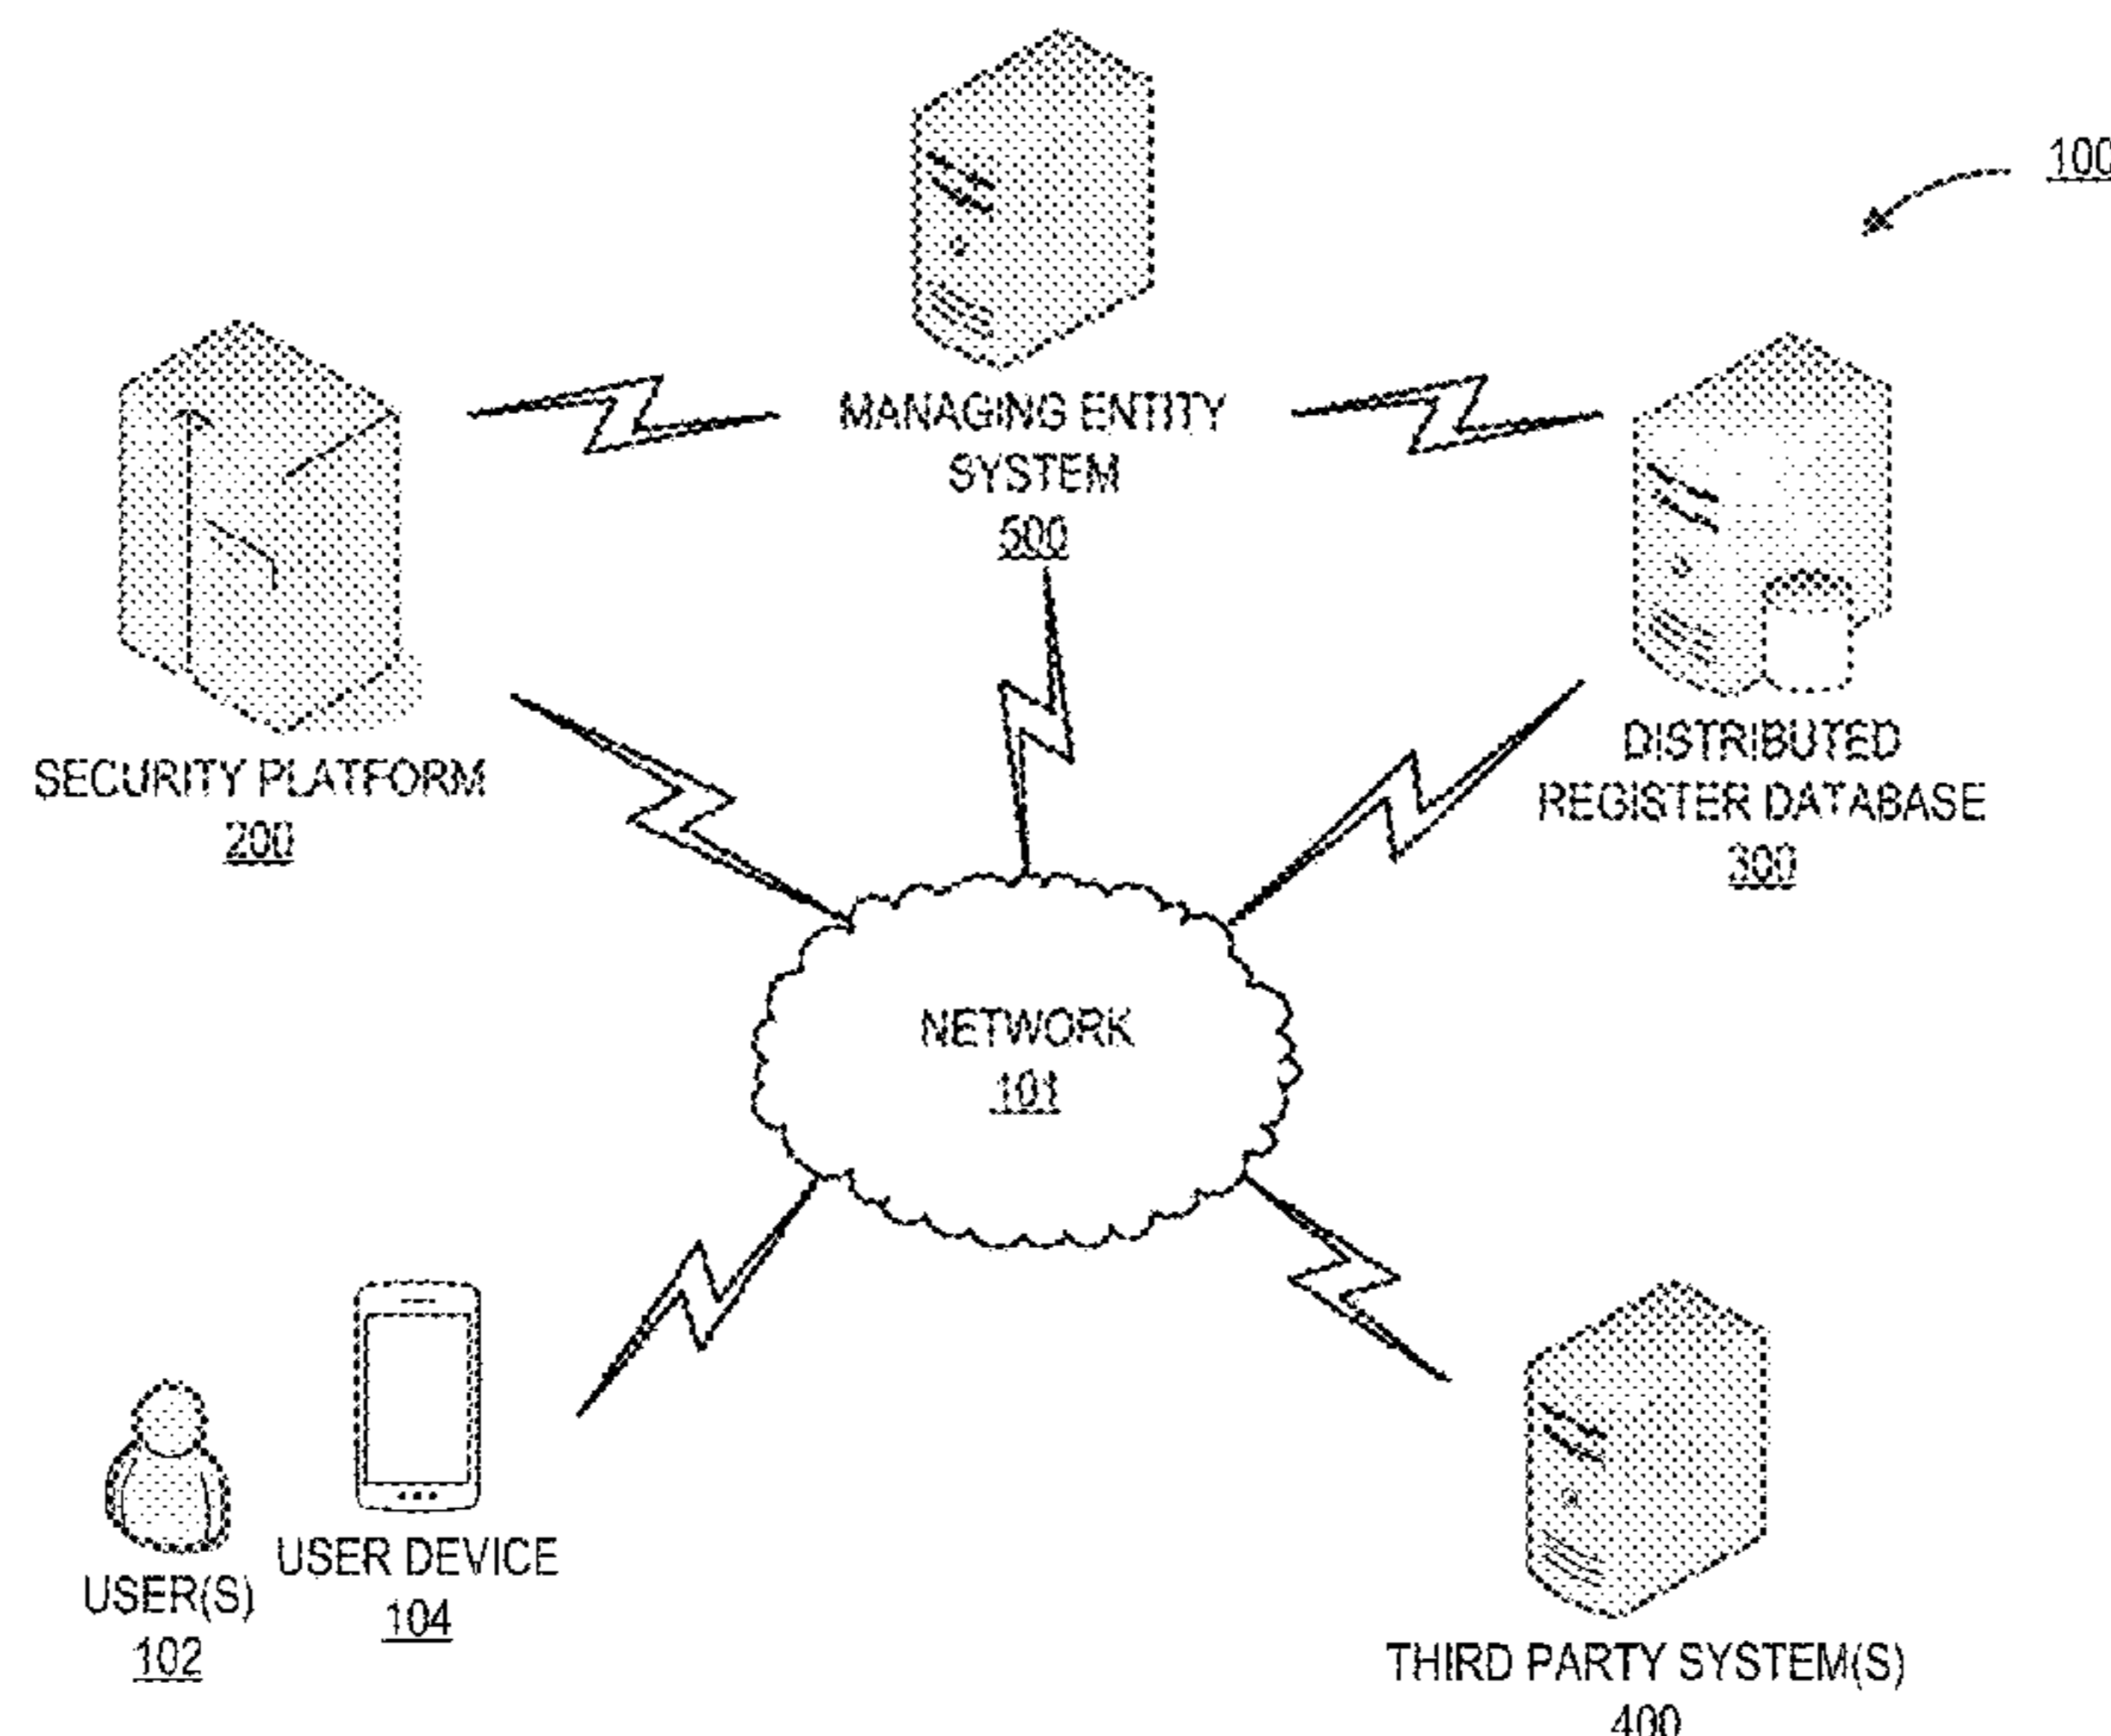 100
MANAGING ENTITY
SYSTEM
500
SECURITY PLATFORM
200
DISTRIBUTED
REGISTER DATABASE
300
NETWORK
101
USER DEVICE
104
USER(S)
102
THIRD PARTY SYSTEM(S)
400